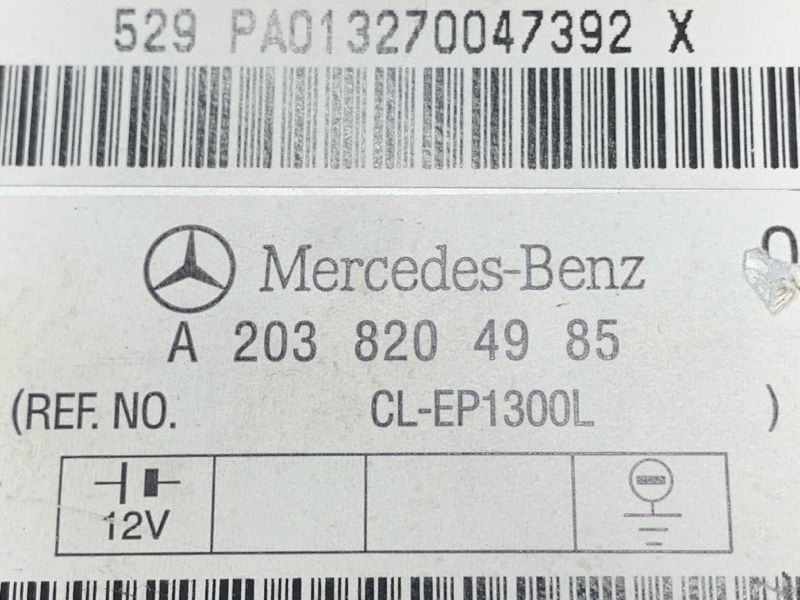 529 PA013270047392 X
Mercedes-Benz
A 203 820 49 85
(REF. NO. CL-EP1300L )
12V